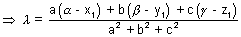 ⇒ λ = a(α - x₁) + b(β - y₁) + c(γ - z₁) / a² + b² + c²